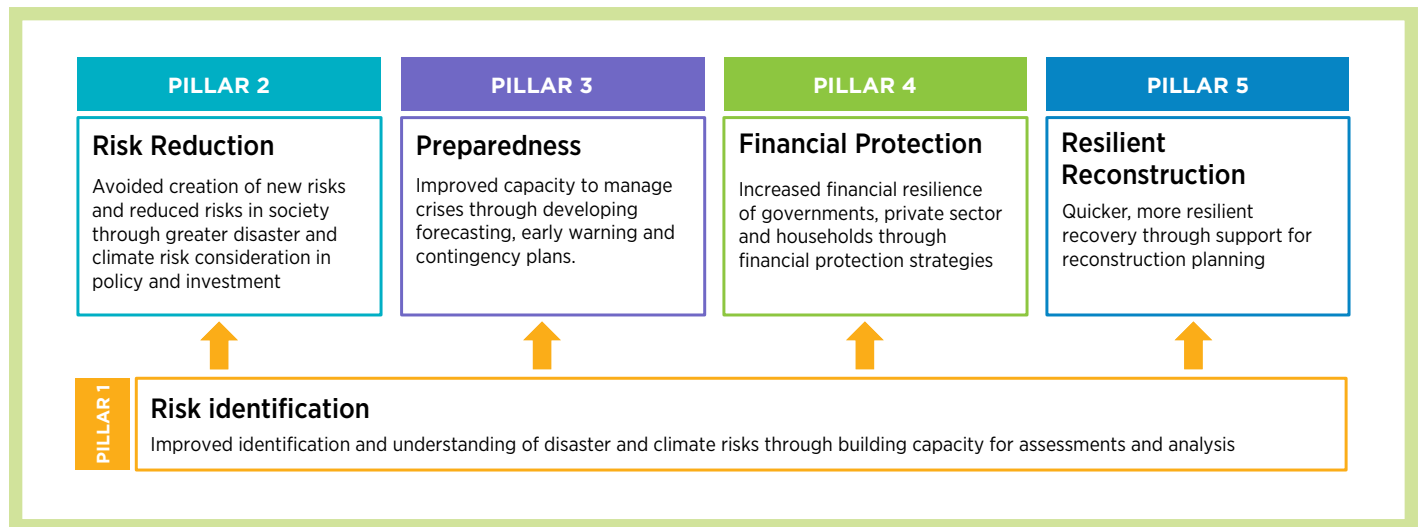 PILLAR 2
Risk Reduction
Avoided creation of new risks
and reduced risks in society
through greater disaster and
climate risk consideration in
policy and investment
PILLAR 3
Preparedness
Improved capacity to manage
crises through developing
forecasting, early warning and
contingency plans.
PILLAR 4
Financial Protection
Increased financial resilience
of governments, private sector
and households through
financial protection strategies
PILLAR 5
Resilient
Reconstruction
Quicker, more resilient
recovery through support for
reconstruction planning
PILLAR 1
Risk identification
Improved identification and understanding of disaster and climate risks through building capacity for assessments and analysis